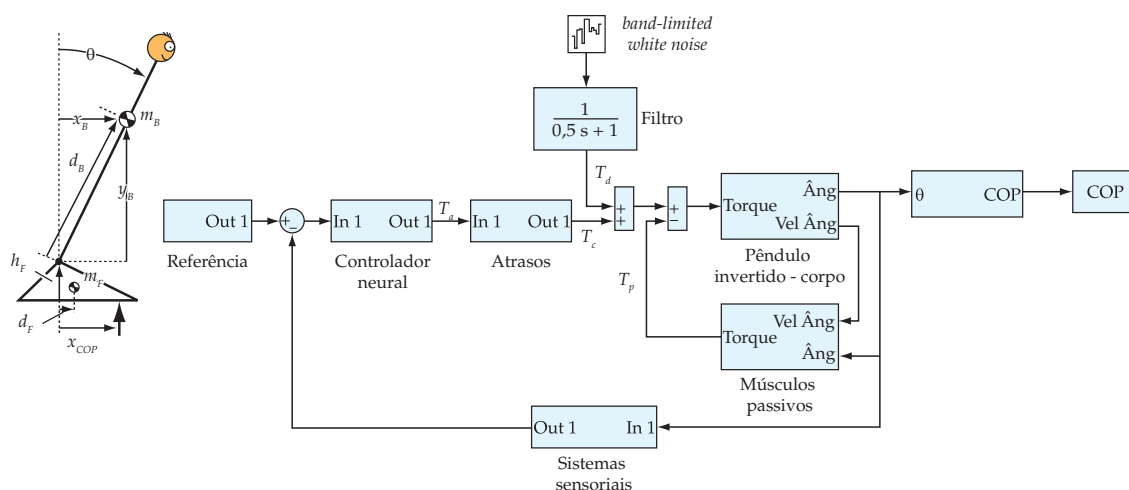 θ
x_B
m_B
d_B
y_B
h_F
m_F
d_F
x_COP
band-limited
white noise
1
0,5 s + 1
Filtro
T_d
Out 1
Referência
+
−
In 1
Out 1
Controlador
neural
T_a
In 1
Out 1
Atrasos
T_c
+
+
+
−
T_p
Torque
Âng
Vel Âng
Pêndulo
invertido - corpo
θ
COP
COP
Torque
Vel Âng
Âng
Músculos
passivos
Out 1
In 1
Sistemas
sensoriais